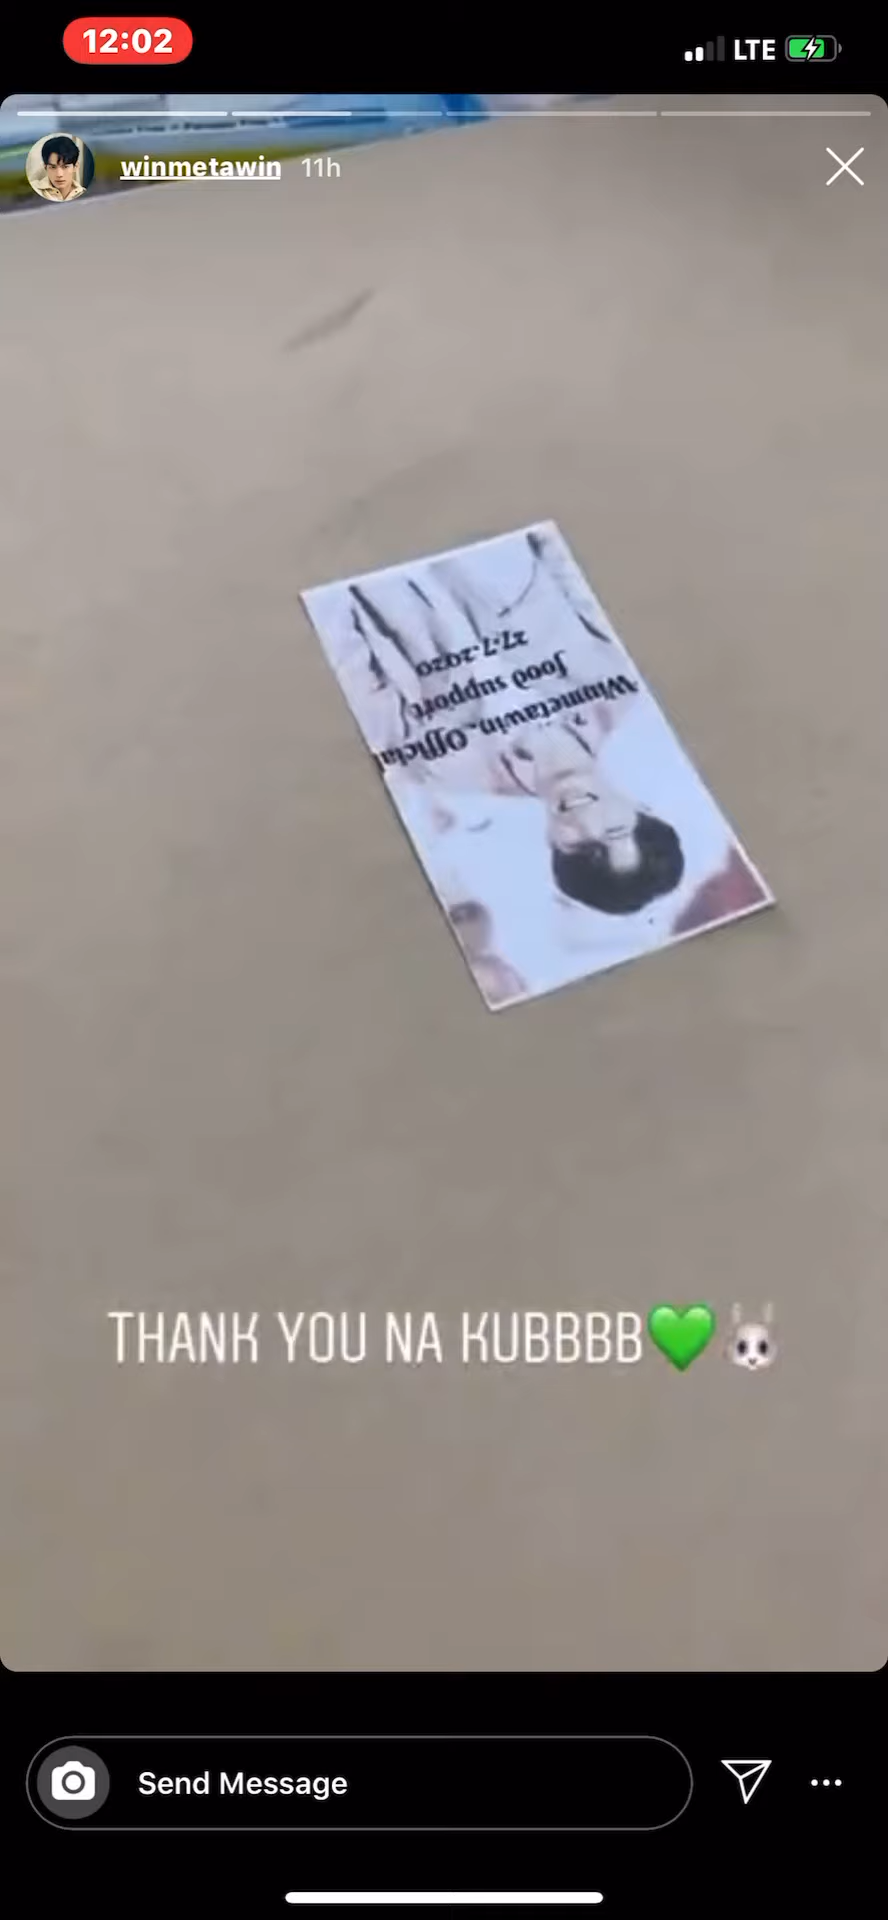 12:02
LTE
winmetawin 11h
Winmetawin_Official
food support
27.7.2020
THANK YOU NA KUBBBB💚🐰
Send Message